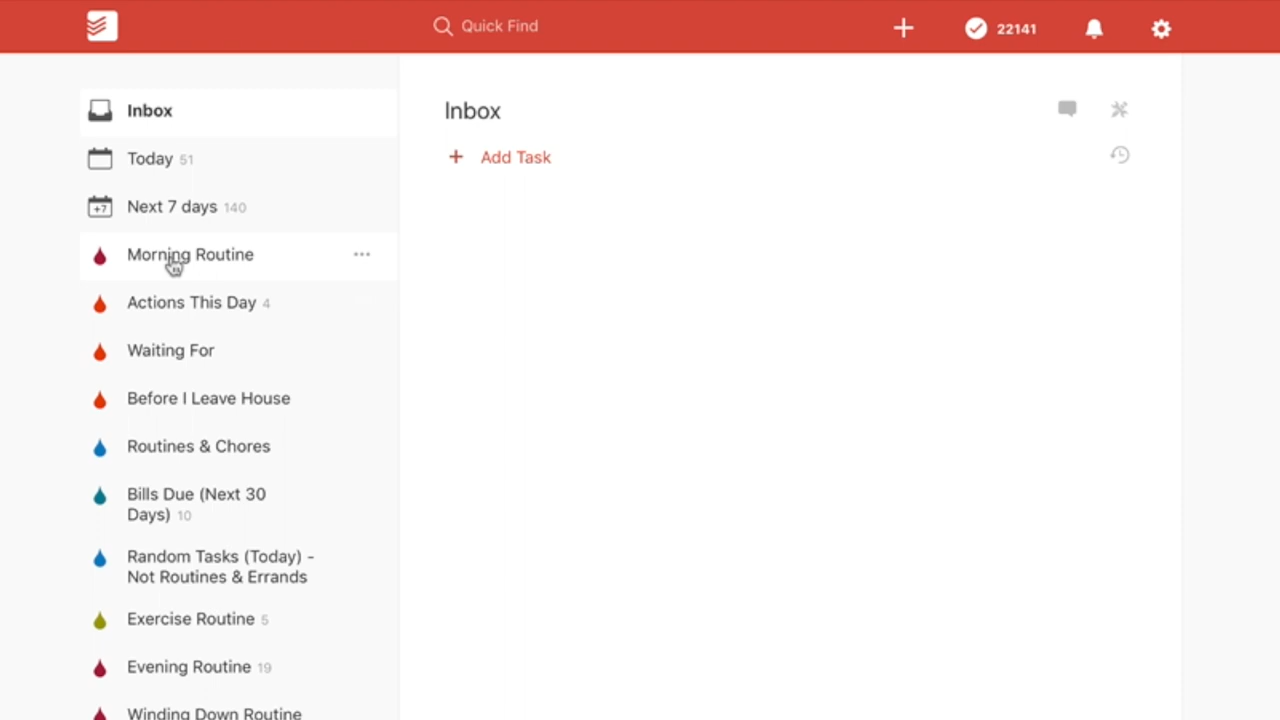 Quick Find
22141
Inbox
Today 51
+7 Next 7 days 140
Morning Routine
Actions This Day 4
Waiting For
Before I Leave House
Routines & Chores
Bills Due (Next 30
Days) 10
Random Tasks (Today) -
Not Routines & Errands
Exercise Routine 5
Evening Routine 19
Winding Down Routine
Inbox
+ Add Task